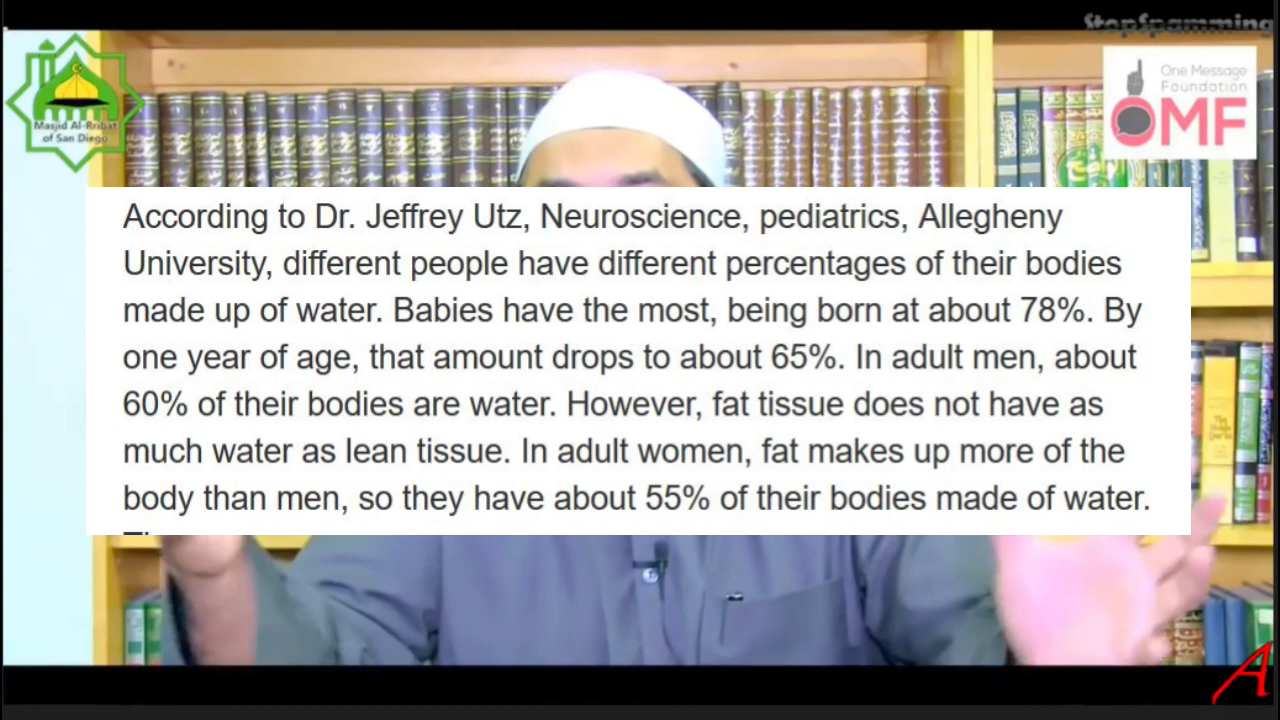 StopSpamming
Masjid Al-Rribat
of San Diego
One Message
Foundation
OMF
According to Dr. Jeffrey Utz, Neuroscience, pediatrics, Allegheny
University, different people have different percentages of their bodies
made up of water. Babies have the most, being born at about 78%. By
one year of age, that amount drops to about 65%. In adult men, about
60% of their bodies are water. However, fat tissue does not have as
much water as lean tissue. In adult women, fat makes up more of the
body than men, so they have about 55% of their bodies made of water.
A